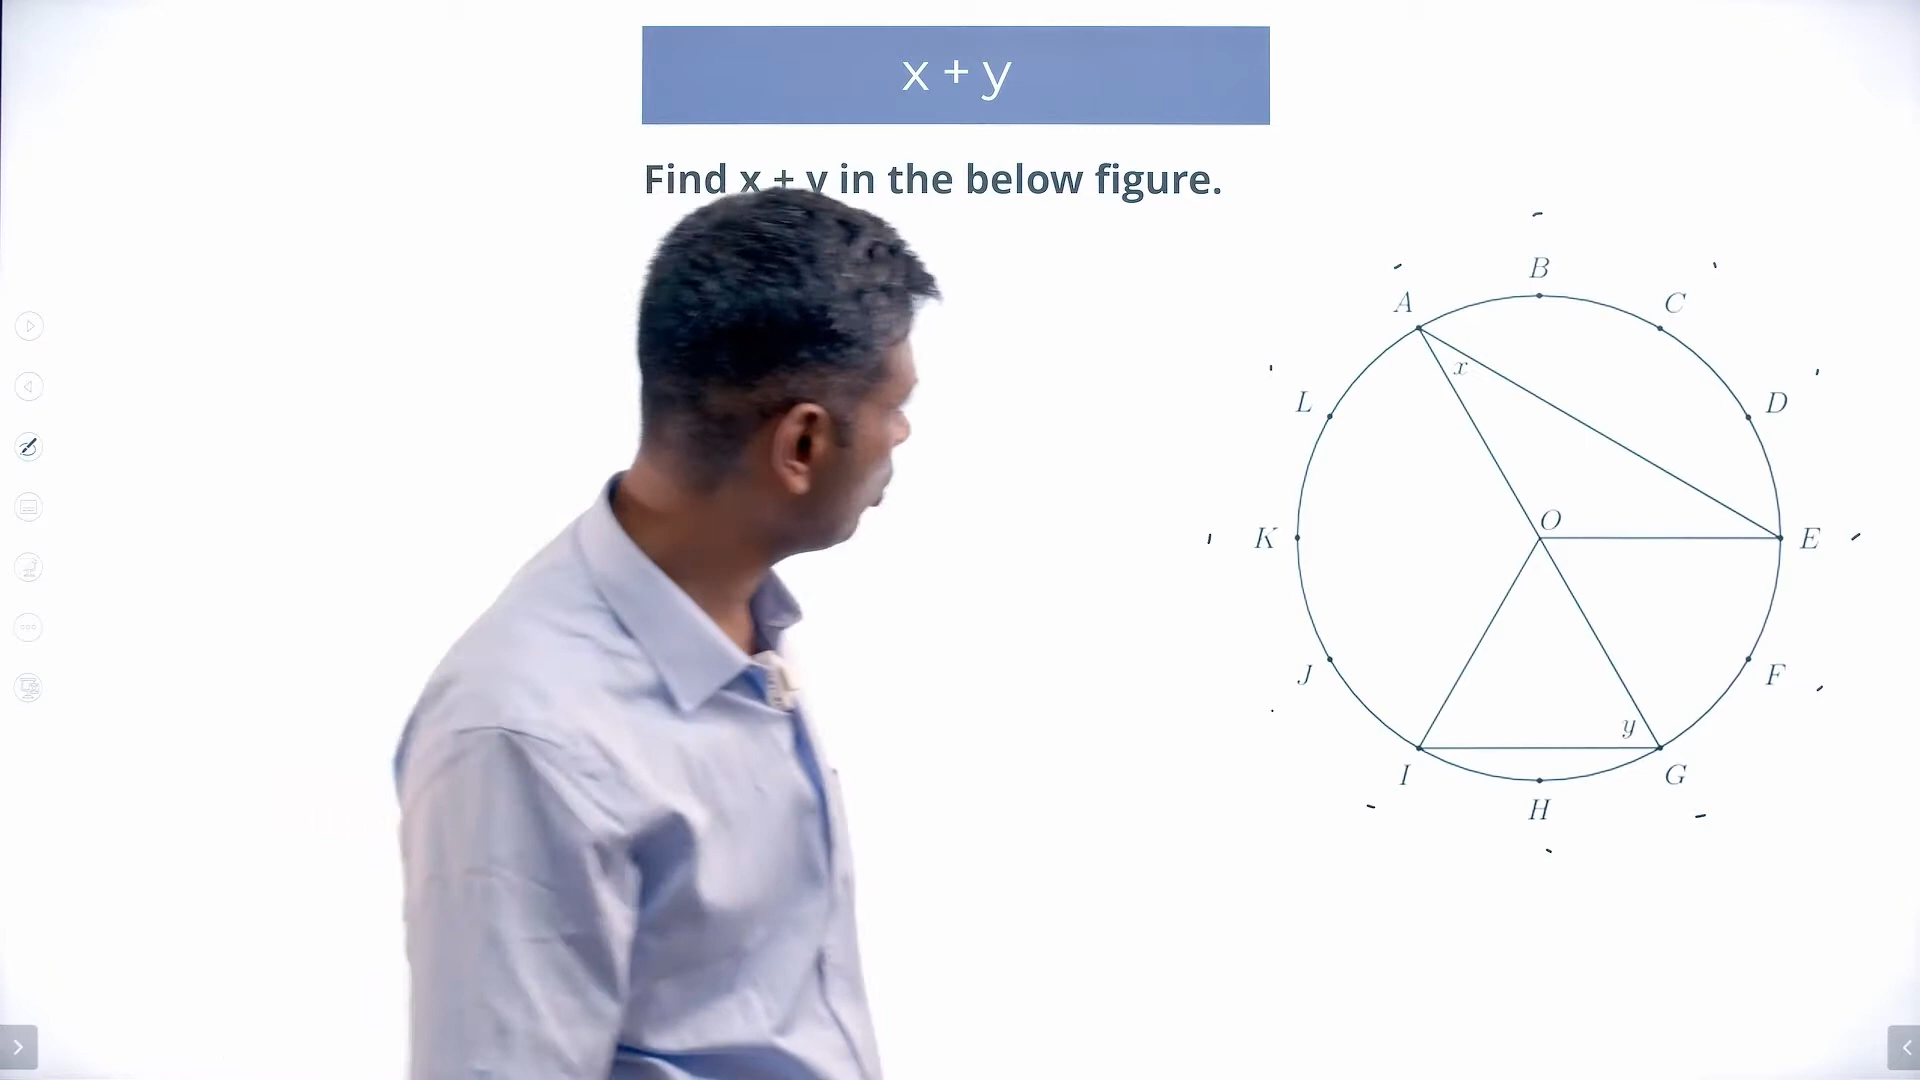 x + y
Find x + y in the below figure.
B
A
C
x
L
D
O
K
E
J
F
y
I
G
H